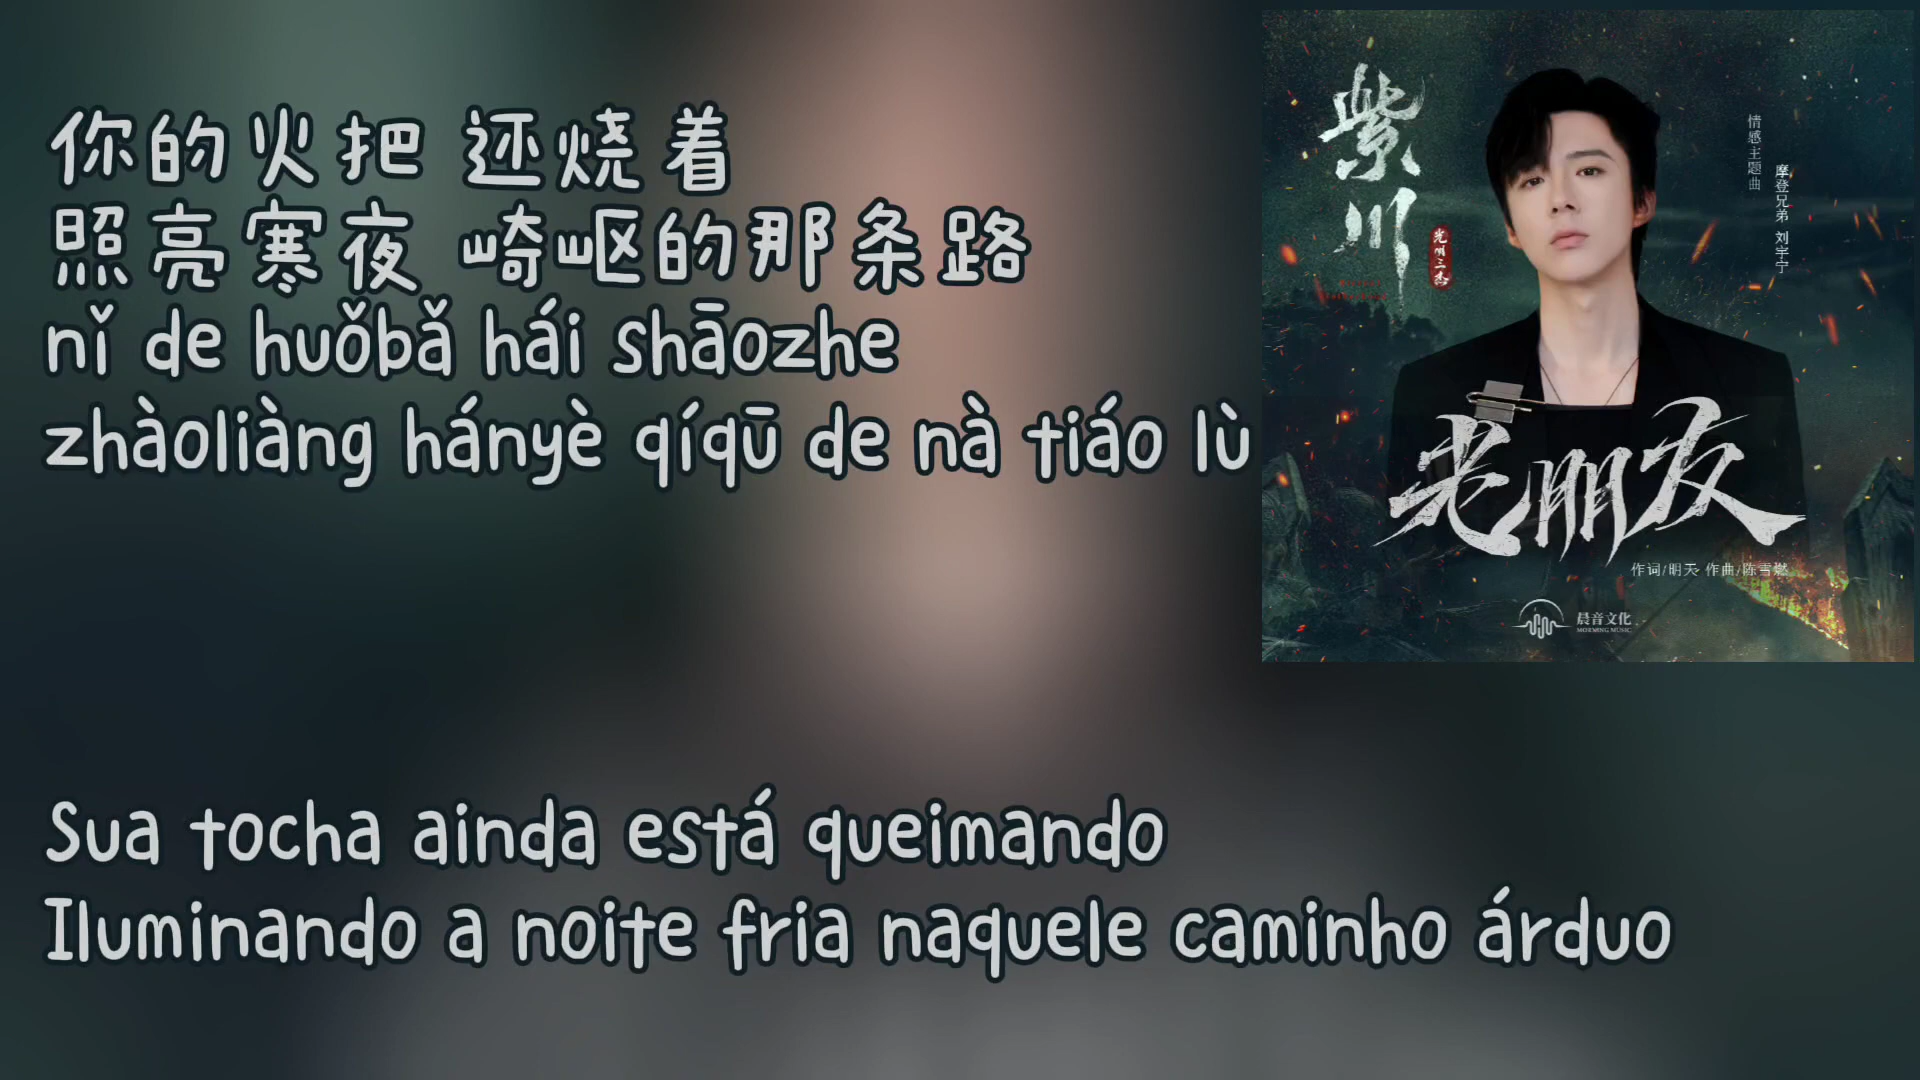 你的火把 还烧着
照亮寒夜 崎岖的那条路
nǐ de huǒbǎ hái shāozhe
zhàoliàng hányè qíqū de nà tiáo lù
紫川
光明三杰
情感主题曲
摩登兄弟 刘宇宁
老朋友
作词/明天 作曲/陈雪燃
晨音文化
MORNING MUSIC
Sua tocha ainda está queimando
Iluminando a noite fria naquele caminho árduo